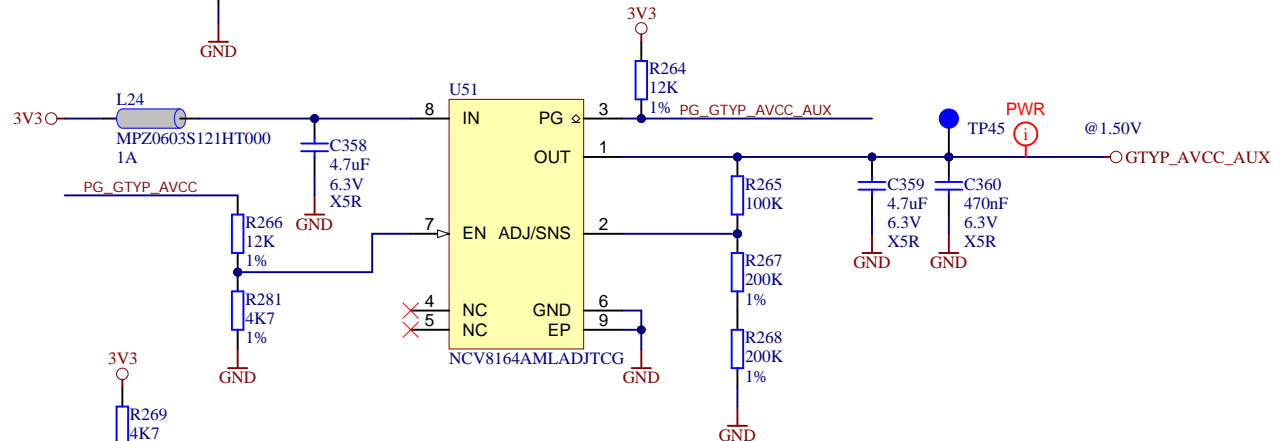 GND
3V3
L24
MPZ0603S121HT000
1A
C358
4.7uF
6.3V
X5R
GND
PG_GTYP_AVCC
R266
12K
1%
R281
4K7
1%
GND
3V3
R269
4K7
U51
8 IN
7 EN
4 NC
5 NC
PG 3
OUT 1
ADJ/SNS 2
GND 6
EP 9
NCV8164AMLADJTCG
GND
3V3
R264
12K
1%
PG_GTYP_AVCC_AUX
R265
100K
R267
200K
1%
R268
200K
1%
GND
C359
4.7uF
6.3V
X5R
GND
C360
470nF
6.3V
X5R
GND
TP45
PWR
i
@1.50V
GTYP_AVCC_AUX